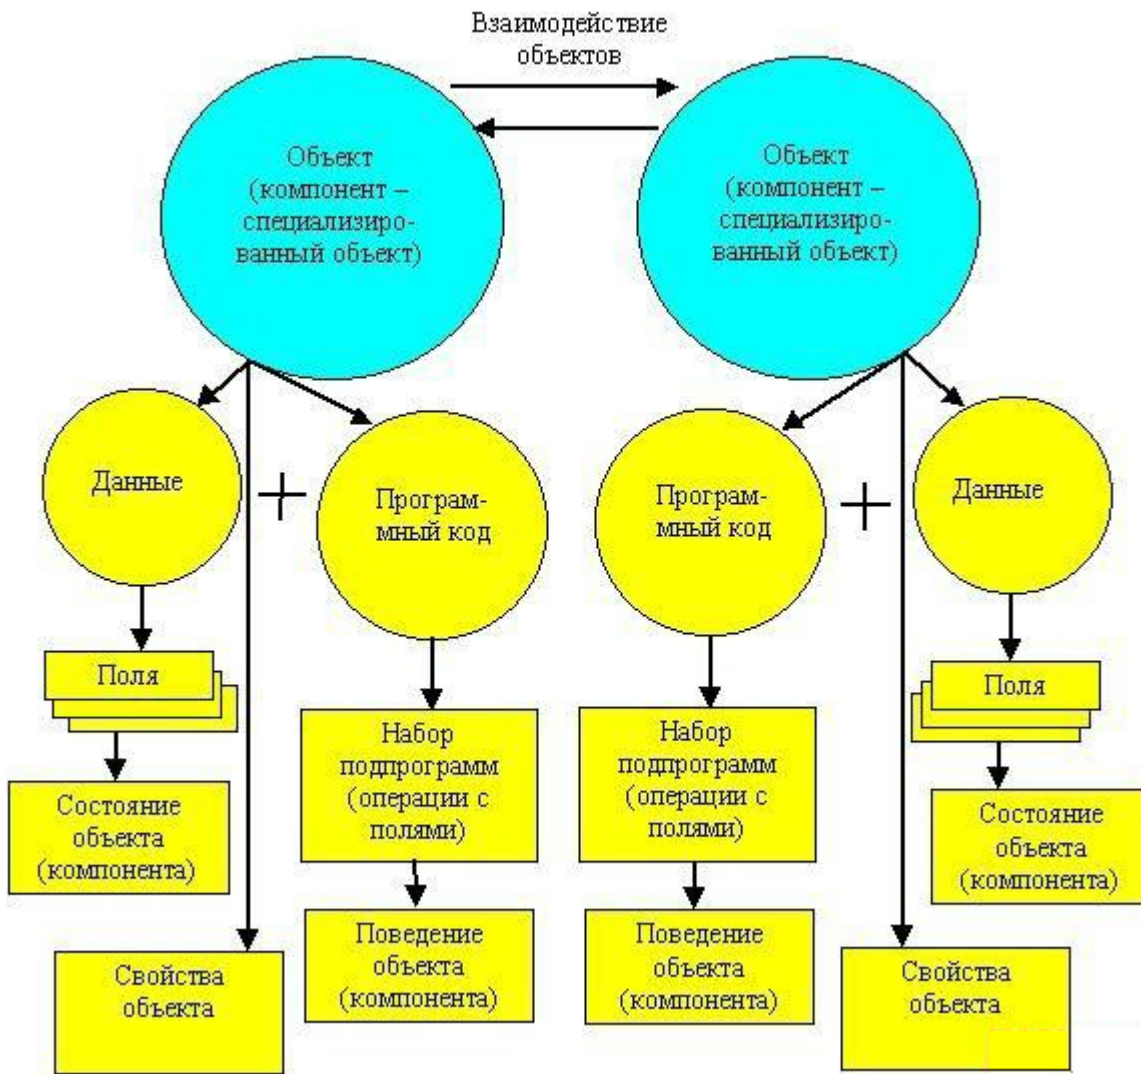 Взаимодействие
объектов
Объект
(компонент –
специализиро-
ванный объект)
Объект
(компонент –
специализиро-
ванный объект)
Данные
Програм-
мный код
Програм-
мный код
Данные
Поля
Набор
подпрограмм
(операции с
полями)
Набор
подпрограмм
(операции с
полями)
Поля
Состояние
объекта
(компонента)
Состояние
объекта
(компонента)
Свойства
объекта
Поведение
объекта
(компонента)
Поведение
объекта
(компонента)
Свойства
объекта